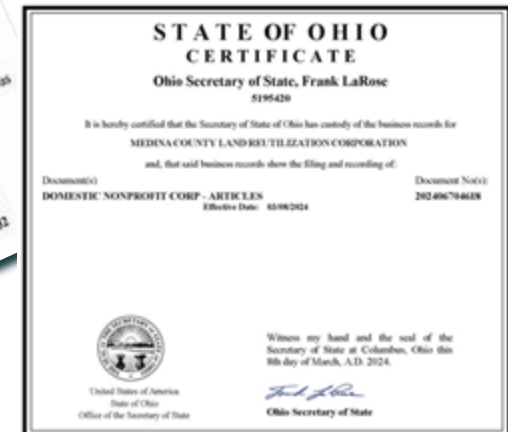 STATE OF OHIO
CERTIFICATE
Ohio Secretary of State, Frank LaRose
5195420
It is hereby certified that the Secretary of State of Ohio has custody of the business records for
MEDINA COUNTY LAND REUTILIZATION CORPORATION
and, that said business records show the filing and recording of:
Document(s) Document No(s):
DOMESTIC NONPROFIT CORP - ARTICLES 202406704618
Effective Date: 03/08/2024
Witness my hand and the seal of the
Secretary of State at Columbus, Ohio this
8th day of March, A.D. 2024.
United States of America
State of Ohio
Office of the Secretary of State
Frank LaRose
Ohio Secretary of State